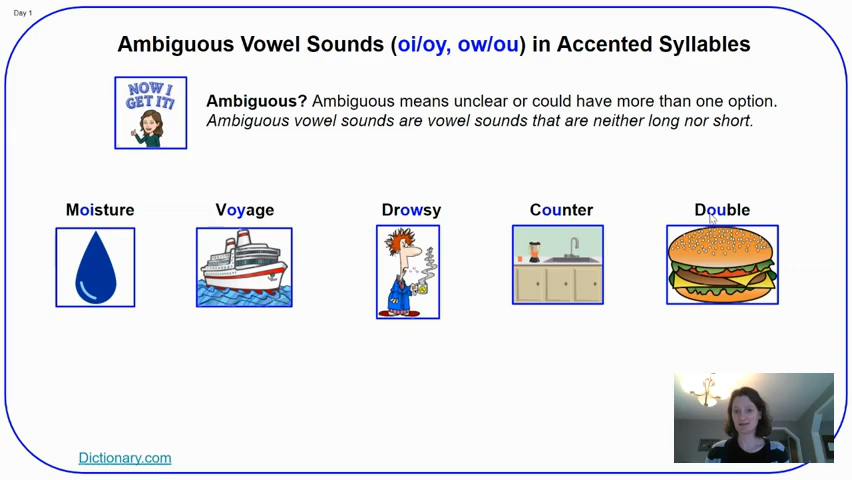 Day 1
Ambiguous Vowel Sounds (oi/oy, ow/ou) in Accented Syllables
NOW I GET IT!
Ambiguous? Ambiguous means unclear or could have more than one option.
Ambiguous vowel sounds are vowel sounds that are neither long nor short.
Moisture Voyage Drowsy Counter Double
Dictionary.com